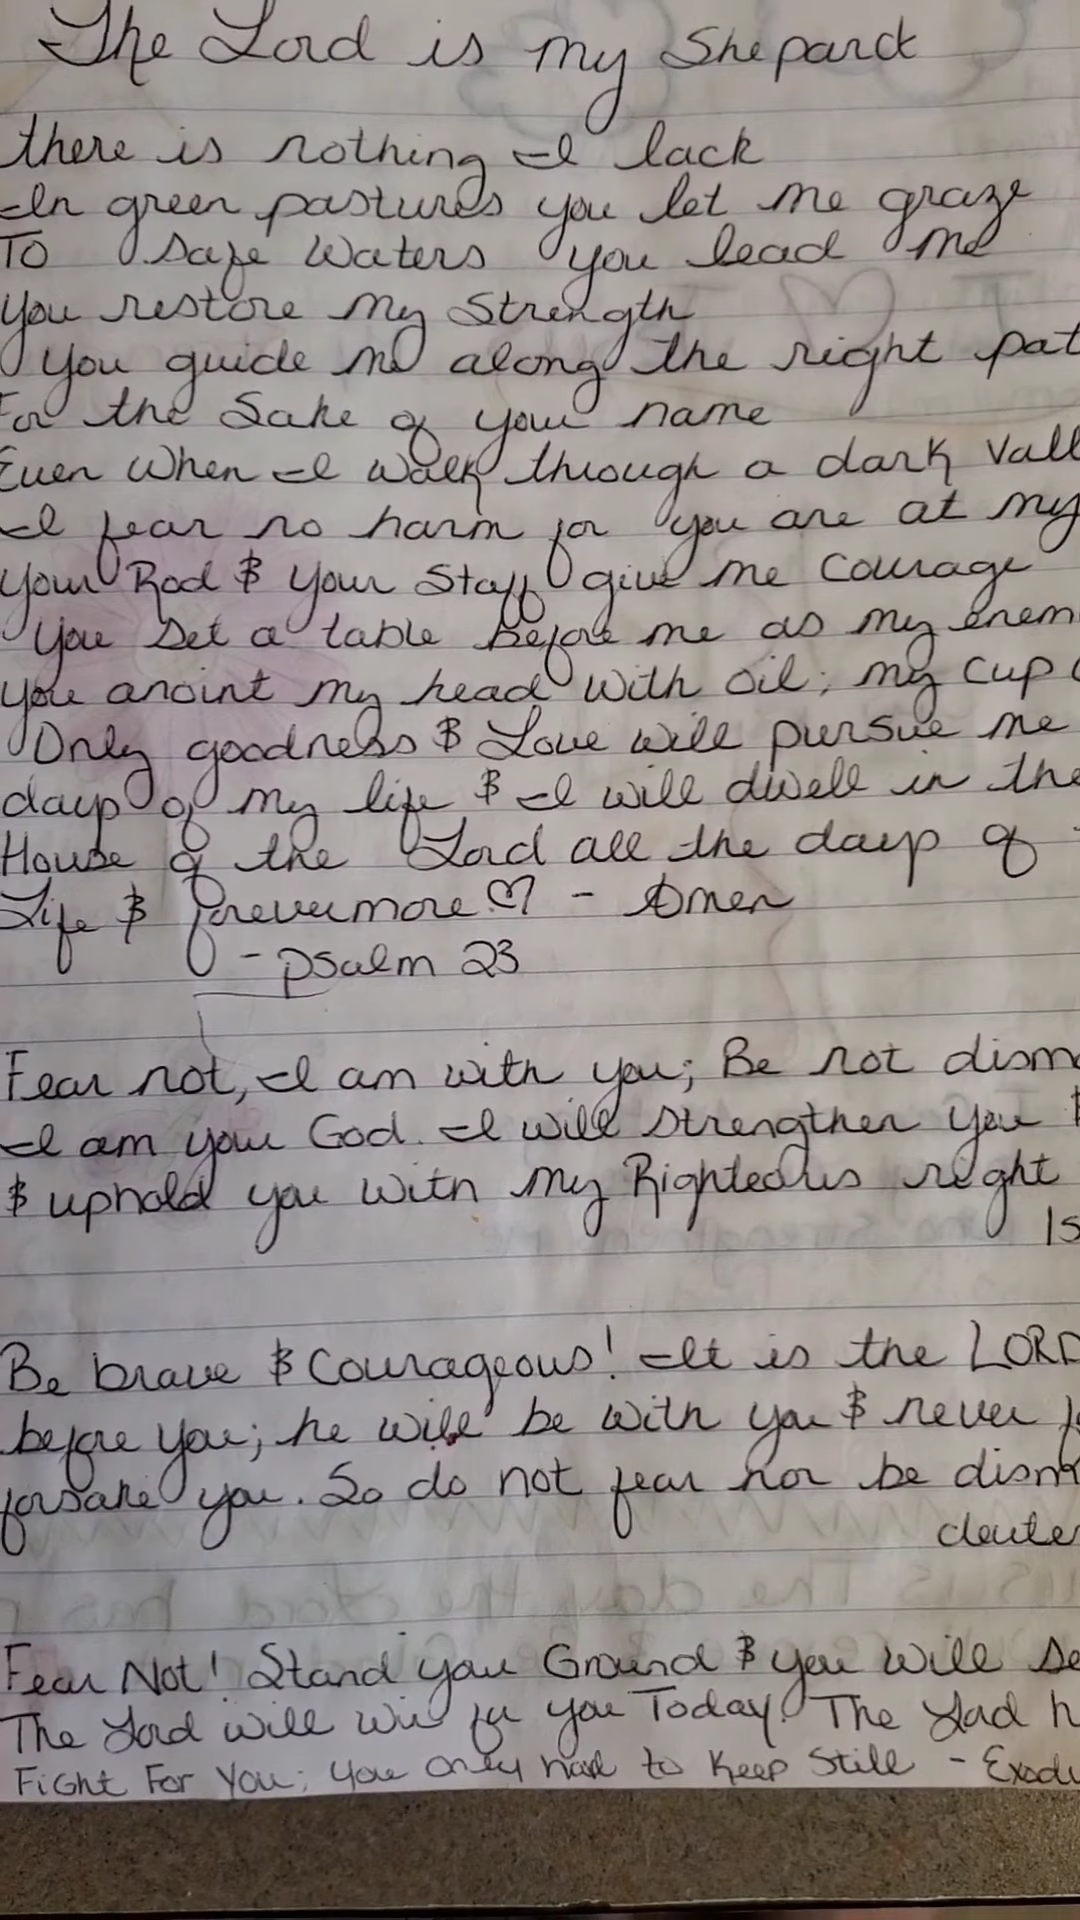 The Lord is my Shepard
there is nothing I lack
In green pastures you let me graze
To Safe Waters you lead me
You restore my Strength
You guide me along the right pat
For the Sake of your name
Even When I walk through a dark Vall
I fear no harm for you are at my
Your Rod & Your Staff give me Courage
You Set a table Before me as my enem
you anoint my head with oil; my Cup
Only goodness & Love will pursue me
days of my life & I will dwell in the
House of the Lord all the days of
Life & forevermore ♡ - Amen
- Psalm 23
Fear not, I am with you; Be not disma
I am your God. I will strengthen you &
& uphold you with my Righteous right
Is
Be brave & Courageous! It is the LORD
before you; he will be with you & never f
forsake you. So do not fear nor be dism
deuter
Fear Not! Stand your Ground & you will se
The Lord will win for you Today! The Lord h
Fight For You; you only had to Keep Still - Exodu